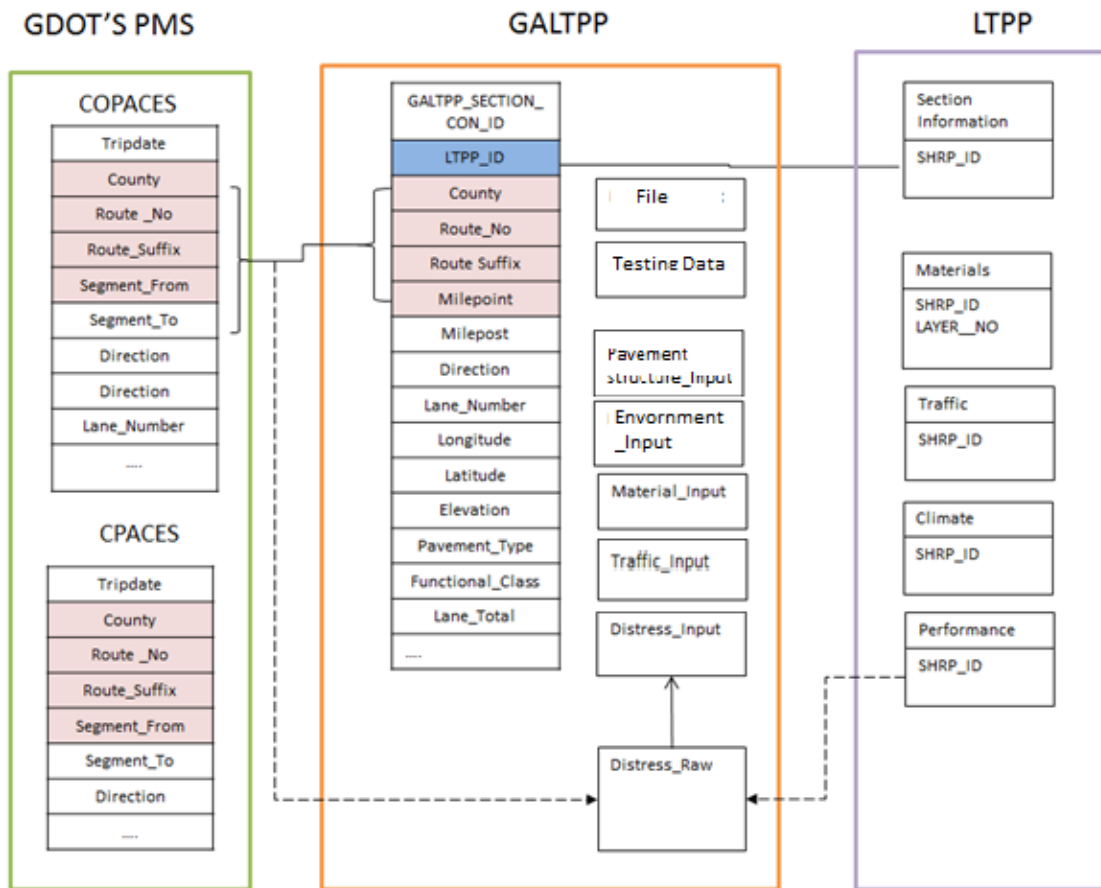 GDOT'S PMS
GALTPP
LTPP
COPACES
Tripdate
County
Route _No
Route_Suffix
Segment_From
Segment_To
Direction
Direction
Lane_Number
....
CPACES
Tripdate
County
Route _No
Route_Suffix
Segment_From
Segment_To
Direction
....
GALTPP_SECTION_
CON_ID
LTPP_ID
County
Route_No
Route Suffix
Milepoint
Milepost
Direction
Lane_Number
Longitude
Latitude
Elevation
Pavement_Type
Functional_Class
Lane_Total
....
File
Testing Data
Pavement
structure_Input
Envornment
_Input
Material_Input
Traffic_Input
Distress_Input
Distress_Raw
Section
Information
SHRP_ID
Materials
SHRP_ID
LAYER__NO
Traffic
SHRP_ID
Climate
SHRP_ID
Performance
SHRP_ID